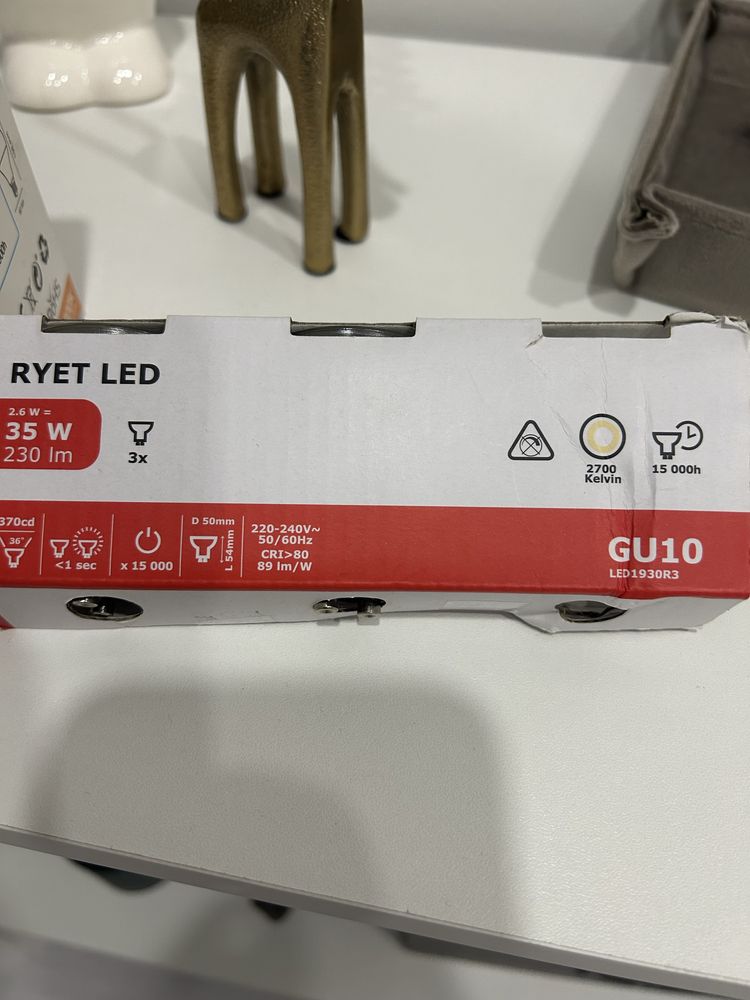 RYET LED
2.6 W =
35 W
230 lm
3x
2700
Kelvin
15 000h
370cd
36°
<1 sec
x 15 000
D 50mm
L 54mm
220-240V~
50/60Hz
CRI>80
89 lm/W
GU10
LED1930R3